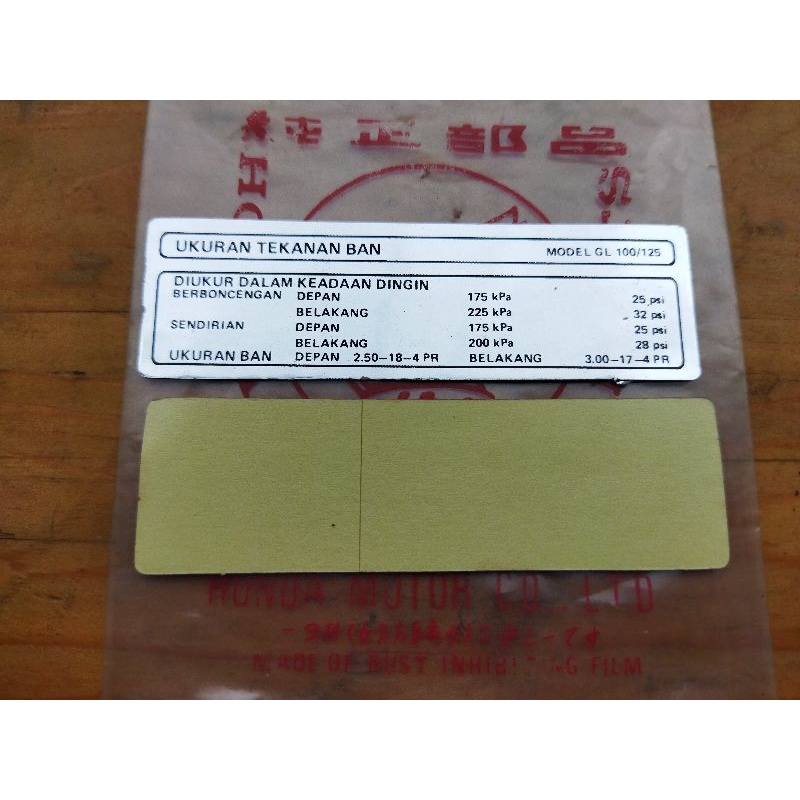 純正部品
HO
UKURAN TEKANAN BAN MODEL GL 100/125
DIUKUR DALAM KEADAAN DINGIN
BERBONCENGAN DEPAN 175 kPa 25 psi
BELAKANG 225 kPa 32 psi
SENDIRIAN DEPAN 175 kPa 25 psi
BELAKANG 200 kPa 28 psi
UKURAN BAN DEPAN 2.50-18-4 PR BELAKANG 3.00-17-4 PR
HONDA MOTOR CO., LTD
MADE OF RUST INHIBITING FILM